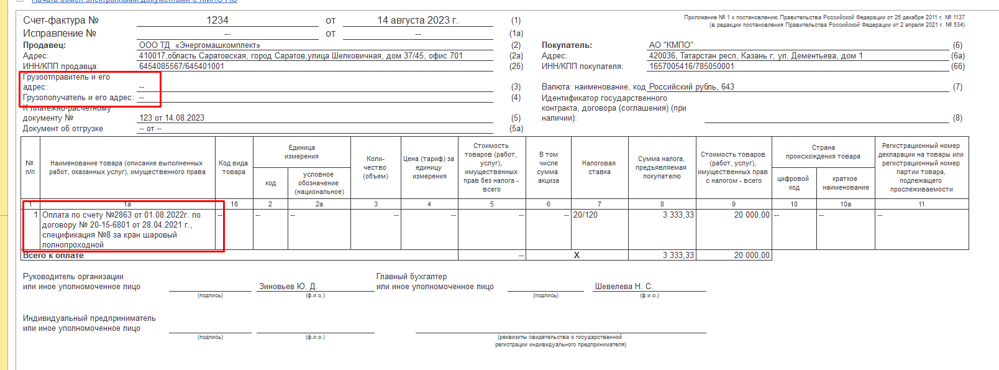 Начать обмен электронными документами с КМПО АО
Счет-фактура № 1234 от 14 августа 2023 г. (1)
Приложение № 1 к постановлению Правительства Российской Федерации от 26 декабря 2011 г. № 1137
(в редакции постановления Правительства Российской Федерации от 2 апреля 2021 г. № 534)
Исправление № -- от -- (1а)
Продавец: ООО ТД «Энергомашкомплект» (2)
Адрес: 410017,область Саратовская, город Саратов,улица Шелковичная, дом 37/45, офис 701 (2а)
ИНН/КПП продавца: 6454085567/645401001 (2б)
Грузоотправитель и его
адрес: -- (3)
Грузополучатель и его адрес: -- (4)
К платежно-расчетному
документу № 123 от 14.08.2023 (5)
Документ об отгрузке -- от -- (5а)
Покупатель: АО "КМПО" (6)
Адрес: 420036, Татарстан респ, Казань г, ул. Дементьева, дом 1 (6а)
ИНН/КПП покупателя: 1657005416/785050001 (6б)
Валюта: наименование, код Российский рубль, 643 (7)
Идентификатор государственного
контракта, договора (соглашения) (при
наличии): (8)
№
п/п
Наименование товара (описание выполненных
работ, оказанных услуг), имущественного права
Код вида
товара
Единица
измерения
код
условное
обозначение
(национальное)
Коли-
чество
(объем)
Цена (тариф) за
единицу
измерения
Стоимость
товаров (работ,
услуг),
имущественных
прав без налога -
всего
В том
числе
сумма
акциза
Налоговая
ставка
Сумма налога,
предъявляемая
покупателю
Стоимость товаров
(работ, услуг),
имущественных прав
с налогом - всего
Страна
происхождения товара
цифровой
код
краткое
наименование
Регистрационный номер
декларации на товары или
регистрационный номер
партии товара,
подлежащего
прослеживаемости
1 1а 1б 2 2а 3 4 5 6 7 8 9 10 10а 11
1 Оплата по счету №2863 от 01.08.2022г. по -- -- -- -- -- -- -- 20/120 3 333,33 20 000,00 -- -- --
договору № 20-15-6801 от 28.04.2021 г.,
спецификация №8 за кран шаровый
полнопроходной
Всего к оплате -- Х 3 333,33 20 000,00
Руководитель организации
или иное уполномоченное лицо Зиновьев Ю. Д.
(подпись) (ф.и.о.)
Главный бухгалтер
или иное уполномоченное лицо Шевелева Н. С.
(подпись) (ф.и.о.)
Индивидуальный предприниматель
или иное уполномоченное лицо
(подпись) (ф.и.о.)
(реквизиты свидетельства о государственной
регистрации индивидуального предпринимателя)